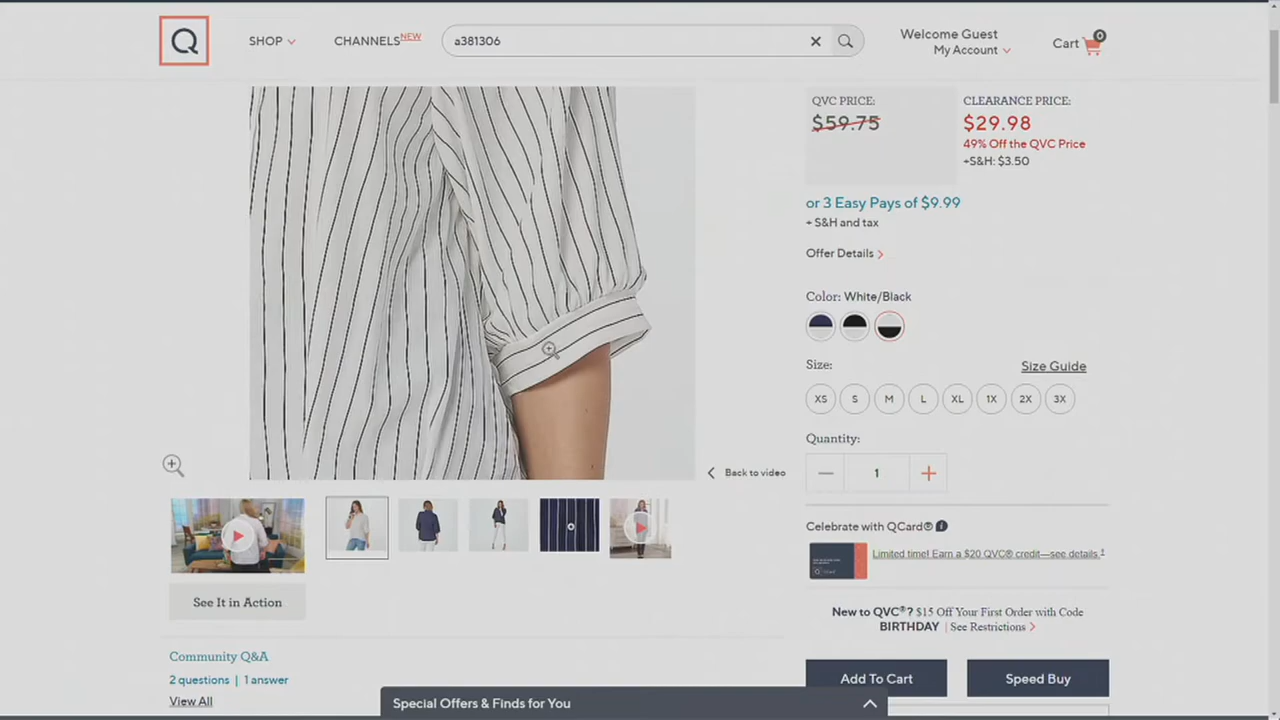 Q
SHOP
CHANNELS NEW
a381306
Welcome Guest
My Account
Cart
0
QVC PRICE:
$59.75
CLEARANCE PRICE:
$29.98
49% Off the QVC Price
+S&H: $3.50
or 3 Easy Pays of $9.99
+ S&H and tax
Offer Details
Color: White/Black
Size:
Size Guide
XS
S
M
L
XL
1X
2X
3X
Quantity:
1
Back to video
See It in Action
Celebrate with QCard®
Limited time! Earn a $20 QVC® credit—see details.1
New to QVC®? $15 Off Your First Order with Code
BIRTHDAY | See Restrictions
Community Q&A
2 questions | 1 answer
View All
Add To Cart
Speed Buy
Special Offers & Finds for You